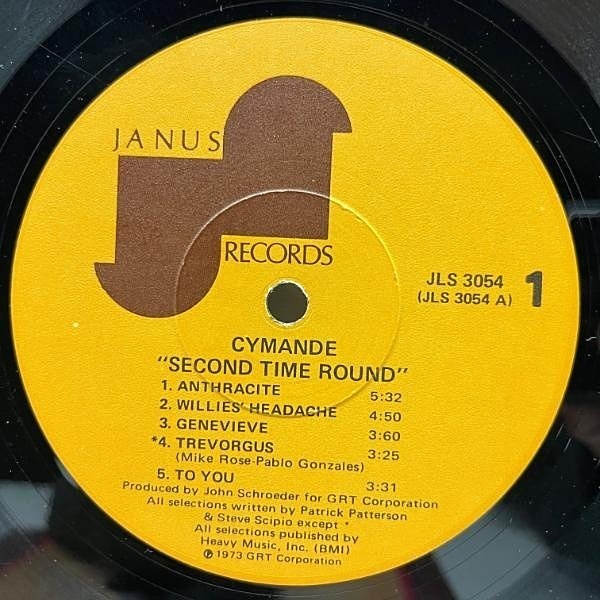 JANUS
RECORDS
JLS 3054
(JLS 3054 A)
1
CYMANDE
"SECOND TIME ROUND"
1. ANTHRACITE 5:32
2. WILLIES' HEADACHE 4:50
3. GENEVIEVE 3:60
*4. TREVORGUS 3:25
(Mike Rose-Pablo Gonzales)
5. TO YOU 3:31
Produced by John Schroeder for GRT Corporation
All selections written by Patrick Patterson
& Steve Scipio except *
All selections published by
Heavy Music, Inc. (BMI)
℗ 1973 GRT Corporation